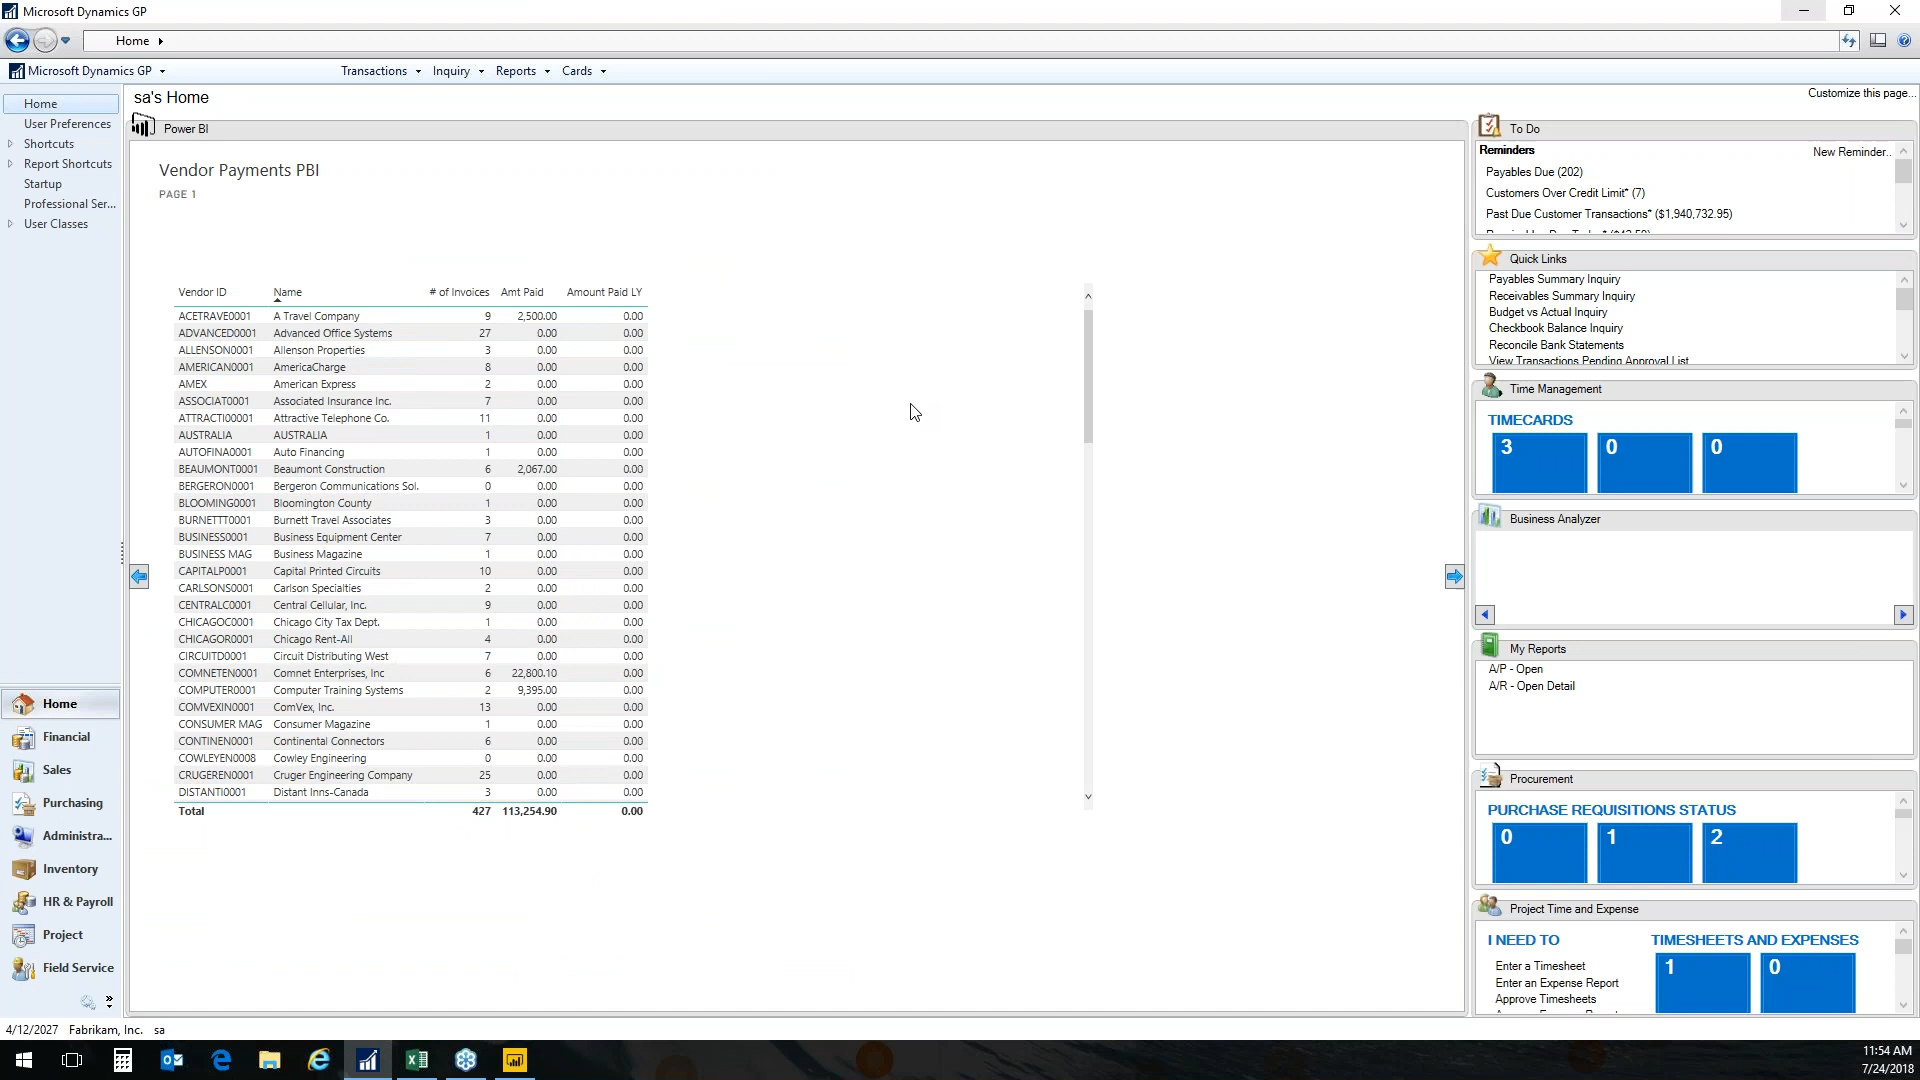 Microsoft Dynamics GP
Home
Microsoft Dynamics GP
Transactions
Inquiry
Reports
Cards
Home
User Preferences
Shortcuts
Report Shortcuts
Startup
Professional Ser...
User Classes
sa's Home
Customize this page...
Power BI
Vendor Payments PBI
PAGE 1
Vendor ID Name # of Invoices Amt Paid Amount Paid LY
ACETRAVE0001 A Travel Company 9 2,500.00 0.00
ADVANCED0001 Advanced Office Systems 27 0.00 0.00
ALLENSON0001 Allenson Properties 3 0.00 0.00
AMERICAN0001 AmericaCharge 8 0.00 0.00
AMEX American Express 2 0.00 0.00
ASSOCIAT0001 Associated Insurance Inc. 7 0.00 0.00
ATTRACTI00001 Attractive Telephone Co. 11 0.00 0.00
AUSTRALIA AUSTRALIA 1 0.00 0.00
AUTOFINA0001 Auto Financing 1 0.00 0.00
BEAUMONT0001 Beaumont Construction 6 2,067.00 0.00
BERGERON0001 Bergeron Communications Sol. 0 0.00 0.00
BLOOMING0001 Bloomington County 1 0.00 0.00
BURNETTT0001 Burnett Travel Associates 3 0.00 0.00
BUSINESS0001 Business Equipment Center 7 0.00 0.00
BUSINESS MAG Business Magazine 1 0.00 0.00
CAPITALP0001 Capital Printed Circuits 10 0.00 0.00
CARLSONS0001 Carlson Specialties 2 0.00 0.00
CENTRALC0001 Central Cellular, Inc. 9 0.00 0.00
CHICAGOC0001 Chicago City Tax Dept. 1 0.00 0.00
CHICAGOR0001 Chicago Rent-All 4 0.00 0.00
CIRCUITD0001 Circuit Distributing West 7 0.00 0.00
COMNETEN0001 Comnet Enterprises, Inc 6 22,800.10 0.00
COMPUTER0001 Computer Training Systems 2 9,395.00 0.00
COMVEXIN0001 ComVex, Inc. 13 0.00 0.00
CONSUMER MAG Consumer Magazine 1 0.00 0.00
CONTINEN0001 Continental Connectors 6 0.00 0.00
COWLEYEN0008 Cowley Engineering 0 0.00 0.00
CRUGEREN0001 Cruger Engineering Company 25 0.00 0.00
DISTANTI0001 Distant Inns-Canada 3 0.00 0.00
Total 427 113,254.90 0.00
To Do
Reminders New Reminder..
Payables Due (202)
Customers Over Credit Limit* (7)
Past Due Customer Transactions* ($1,940,732.95)
Quick Links
Payables Summary Inquiry
Receivables Summary Inquiry
Budget vs Actual Inquiry
Checkbook Balance Inquiry
Reconcile Bank Statements
View Transactions Pending Approval List
Time Management
TIMECARDS
3 0 0
Business Analyzer
My Reports
A/P - Open
A/R - Open Detail
Procurement
PURCHASE REQUISITIONS STATUS
0 1 2
Project Time and Expense
I NEED TO TIMESHEETS AND EXPENSES
Enter a Timesheet
Enter an Expense Report
Approve Timesheets
1 0
Home
Financial
Sales
Purchasing
Administra...
Inventory
HR & Payroll
Project
Field Service
4/12/2027 Fabrikam, Inc. sa
11:54 AM
7/24/2018